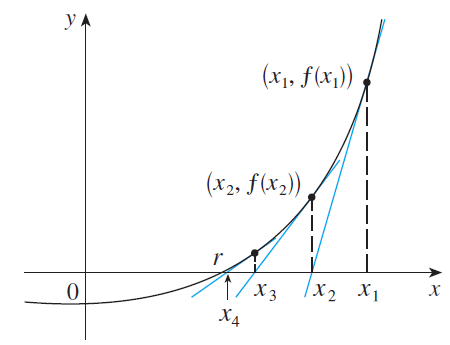 y
(x₁, f(x₁))
(x₂, f(x₂))
r
0
x₃ x₂ x₁ x
x₄